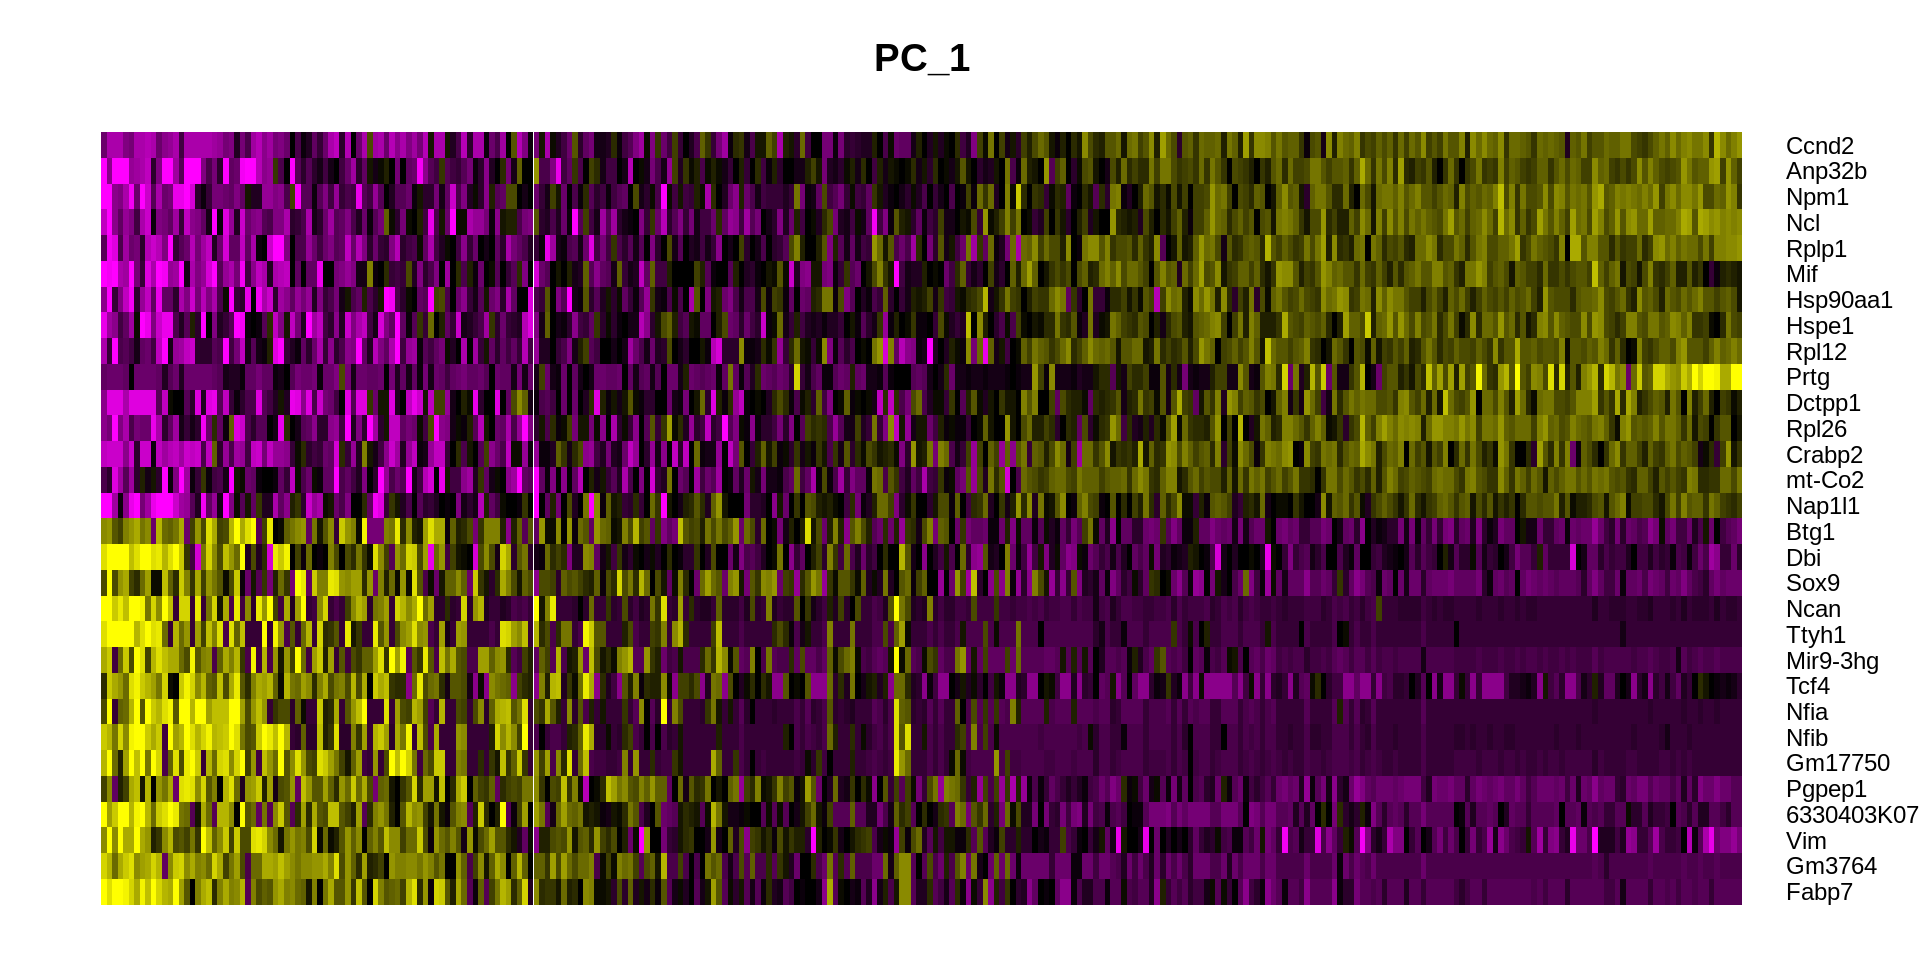 PC_1
Ccnd2
Anp32b
Npm1
Ncl
Rplp1
Mif
Hsp90aa1
Hspe1
Rpl12
Prtg
Dctpp1
Rpl26
Crabp2
mt-Co2
Nap1l1
Btg1
Dbi
Sox9
Ncan
Ttyh1
Mir9-3hg
Tcf4
Nfia
Nfib
Gm17750
Pgpep1
6330403K07
Vim
Gm3764
Fabp7